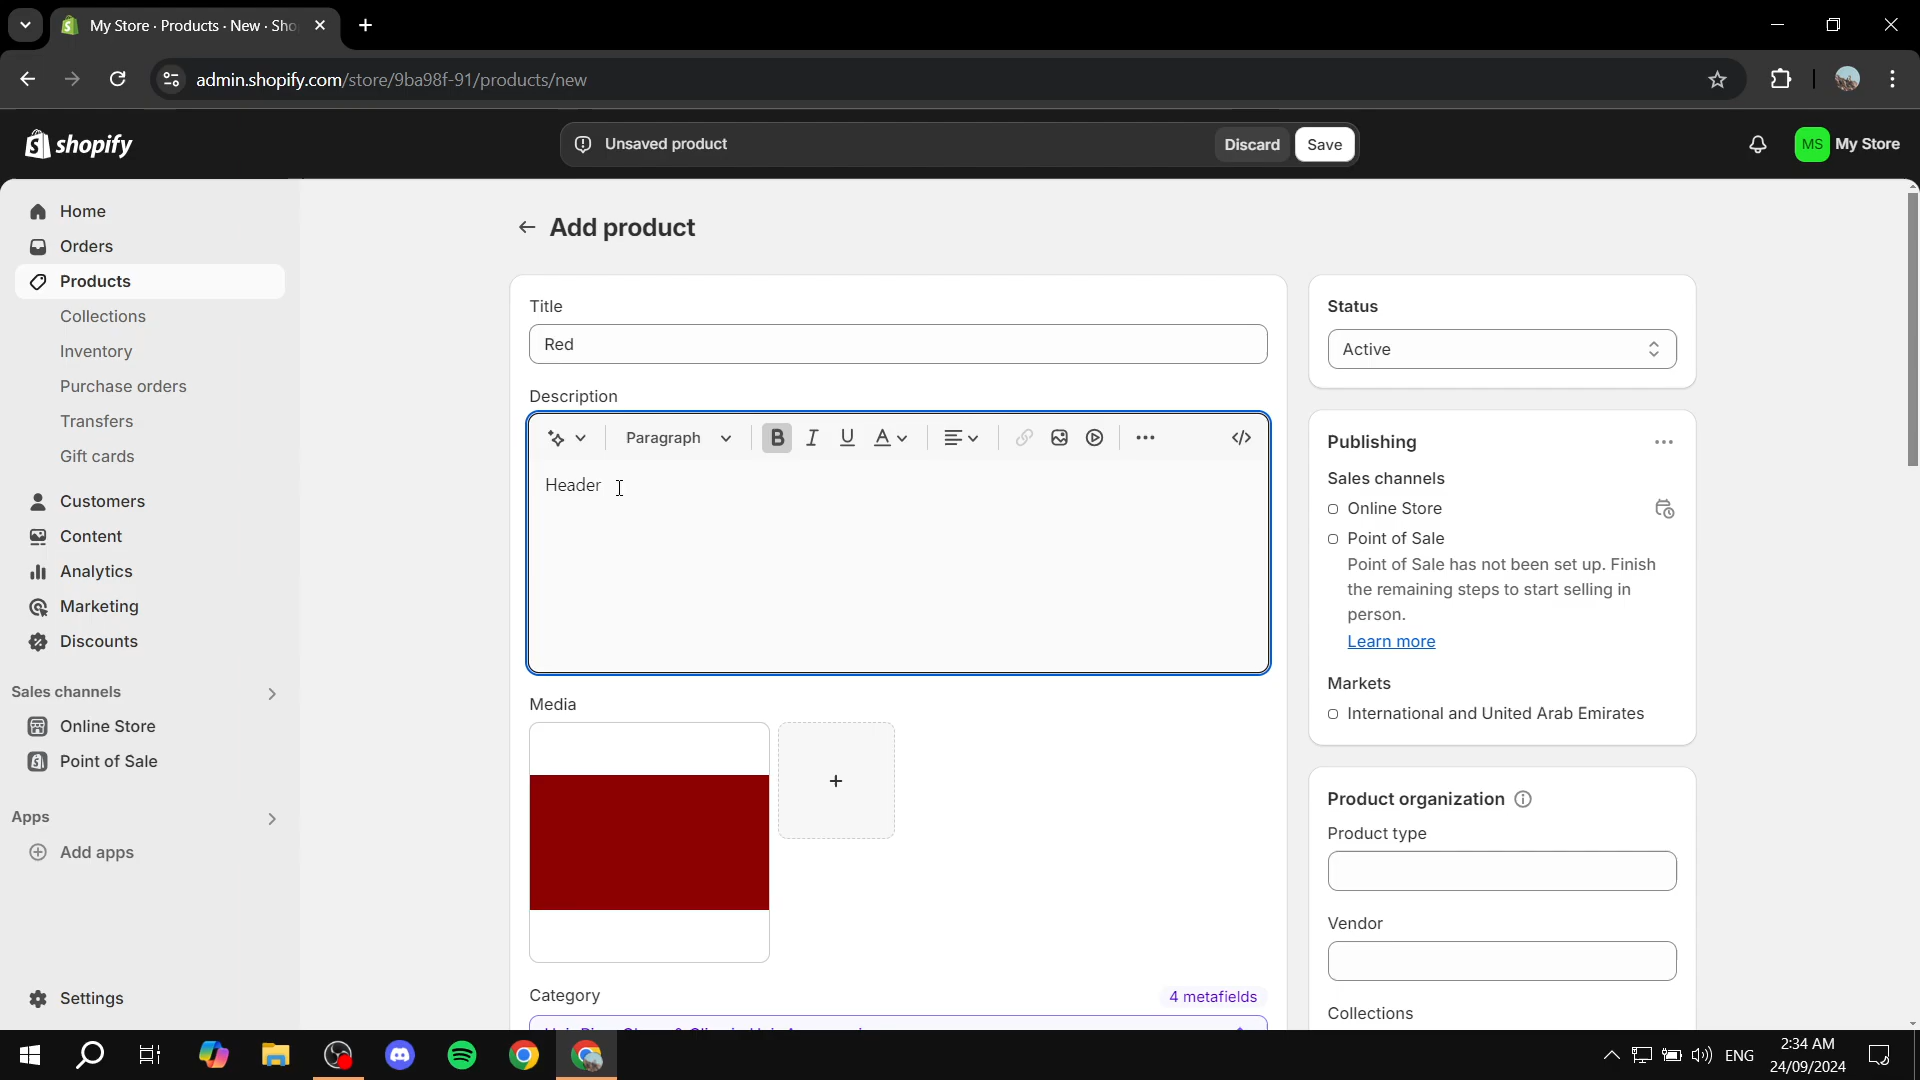 My Store · Products · New · Sho
admin.shopify.com/store/9ba98f-91/products/new
shopify
Unsaved product
Discard
Save
MS
My Store
Home
Orders
Products
Collections
Inventory
Purchase orders
Transfers
Gift cards
Customers
Content
Analytics
Marketing
Discounts
Sales channels
Online Store
Point of Sale
Apps
Add apps
Settings
Add product
Title
Red
Description
Paragraph
B I U A
Header
Media
Category
4 metafields
Status
Active
Publishing
Sales channels
Online Store
Point of Sale
Point of Sale has not been set up. Finish
the remaining steps to start selling in
person.
Learn more
Markets
International and United Arab Emirates
Product organization
Product type
Vendor
Collections
ENG
2:34 AM
24/09/2024